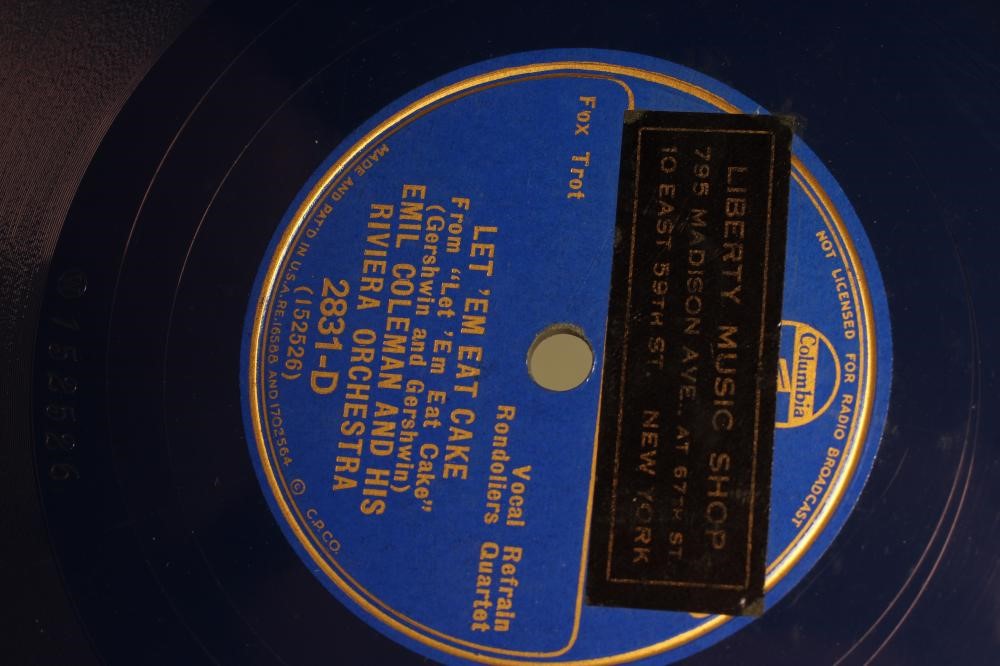 NOT LICENSED FOR RADIO BROADCAST
Columbia
LIBERTY MUSIC SHOP
795 MADISON AVE., AT 67TH ST.
10 EAST 59TH ST. NEW YORK
Fox Trot
Vocal Refrain
Rondoliers Quartet
LET 'EM EAT CAKE
From "Let 'Em Eat Cake"
(Gershwin and Gershwin)
EMIL COLEMAN AND HIS
RIVIERA ORCHESTRA
2831-D
(152526)
MADE AND PAT'D IN U.S.A. RE.16588 AND 1702564 © C.P.CO.
W 152526